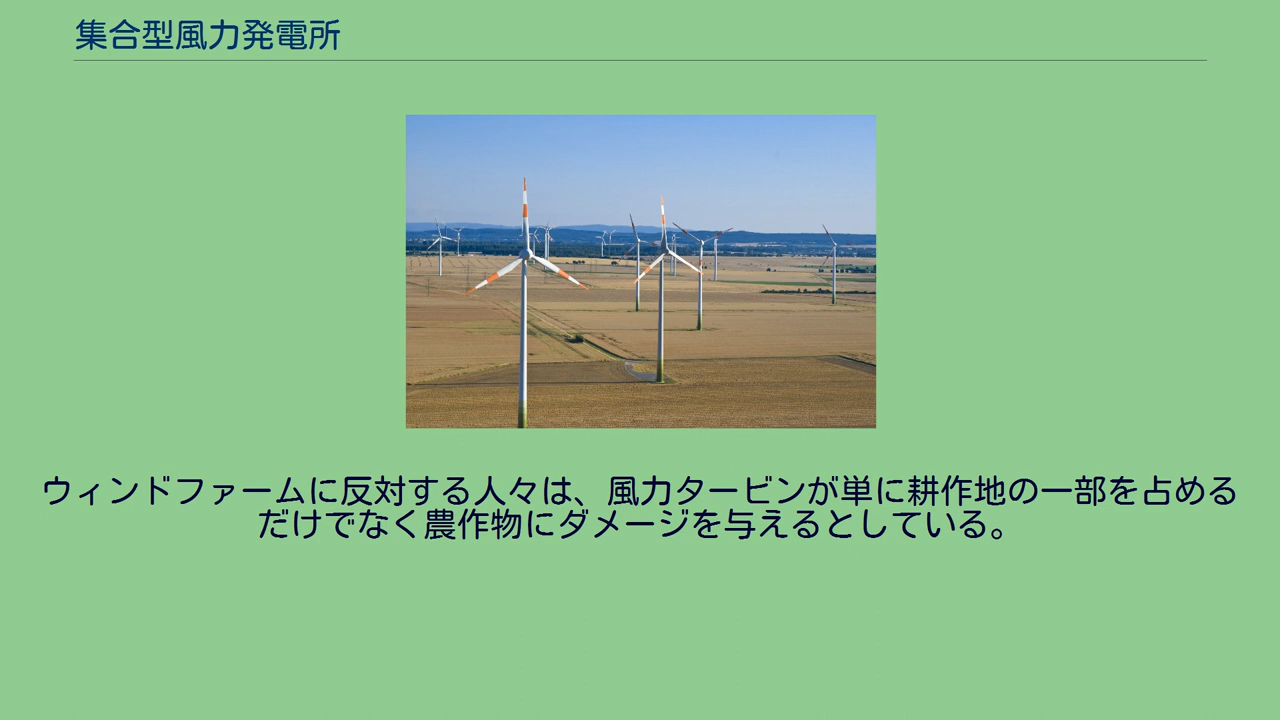 集合型風力発電所
ウィンドファームに反対する人々は、風力タービンが単に耕作地の一部を占める
だけでなく農作物にダメージを与えるとしている。